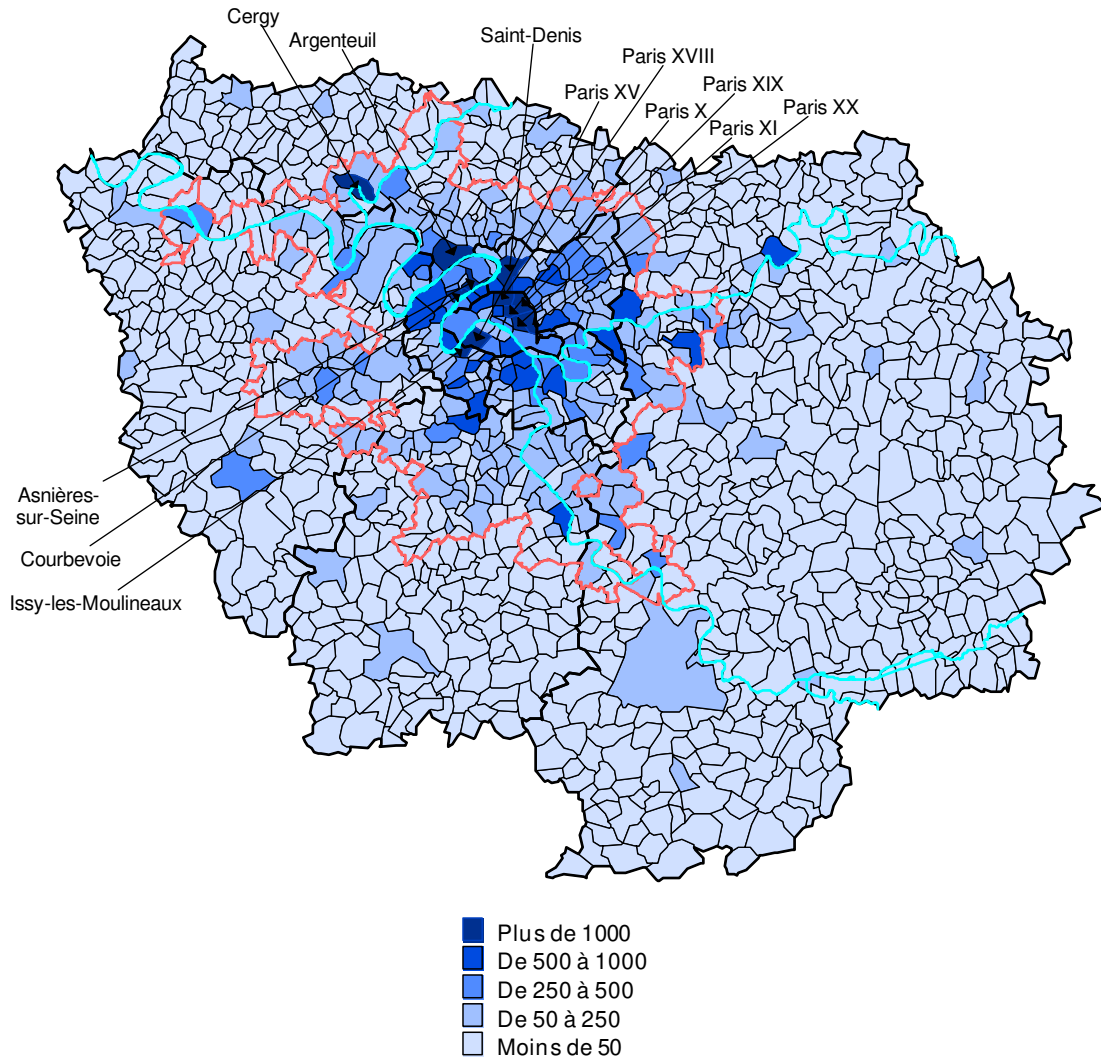 Cergy
Argenteuil
Saint-Denis
Paris XVIII
Paris XV
Paris XIX
Paris X
Paris XX
Paris XI
Asnières-
sur-Seine
Courbevoie
Issy-les-Moulineaux
Plus de 1000
De 500 à 1000
De 250 à 500
De 50 à 250
Moins de 50